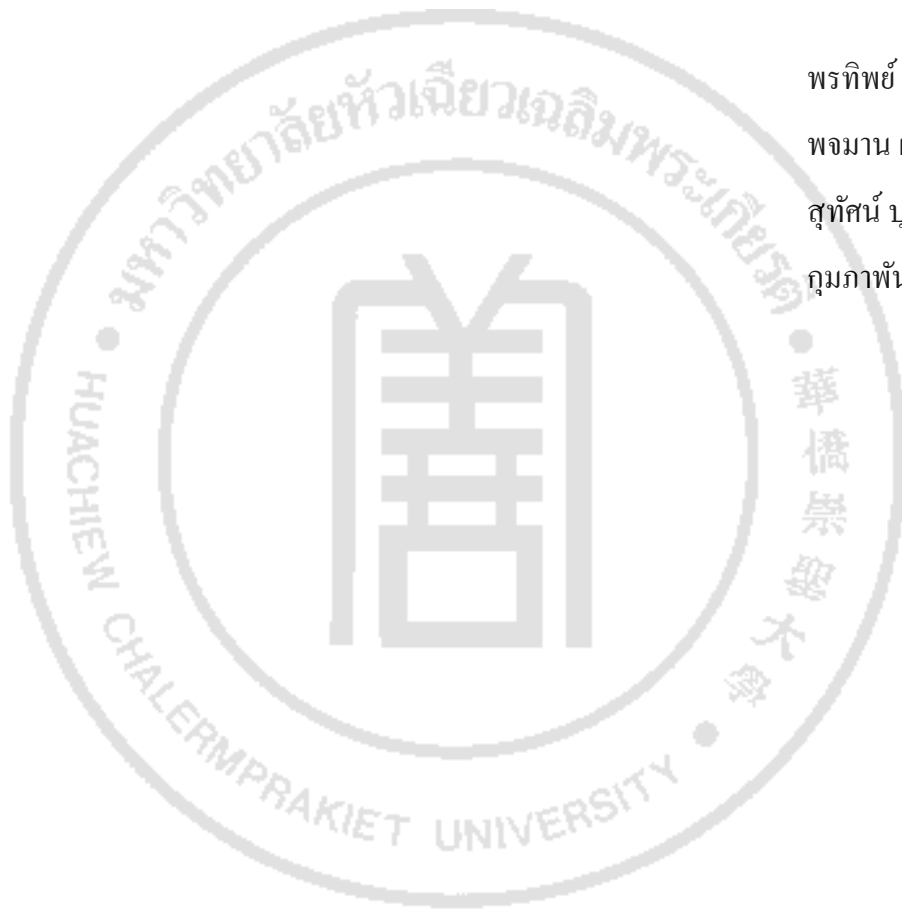 พรทิพย์
พจมาน
สุทัศน์
มหาวิทยาลัยหัวเฉียวเฉลิมพระเกียรติ
HUACHIEW CHALERMPRAKIET UNIVERSITY
華僑崇聖大學